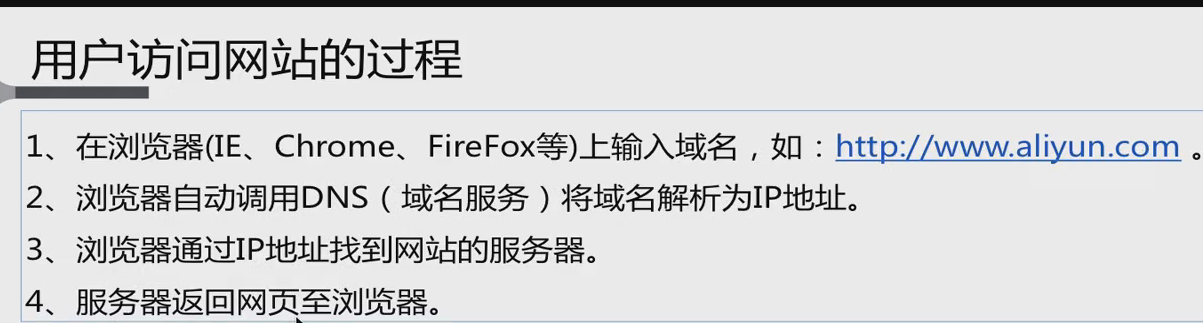 用户访问网站的过程
1、在浏览器(IE、Chrome、FireFox等)上输入域名，如：http://www.aliyun.com 。
2、浏览器自动调用DNS（域名服务）将域名解析为IP地址。
3、浏览器通过IP地址找到网站的服务器。
4、服务器返回网页至浏览器。